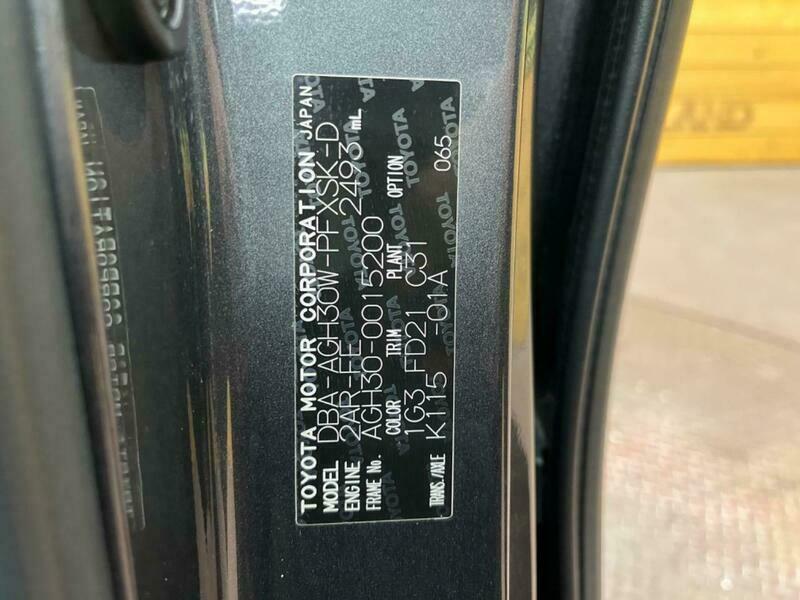 TOYOTA MOTOR CORPORATION JAPAN
MODEL DBA-AGH30W-PFXSK-D
ENGINE 2AR-FE 2493 mL
FRAME No. AGH30-0015200
COLOR TRIM PLANT OPTION
1G3 FD21 C31 065
TRANS./AXLE K115 -01A